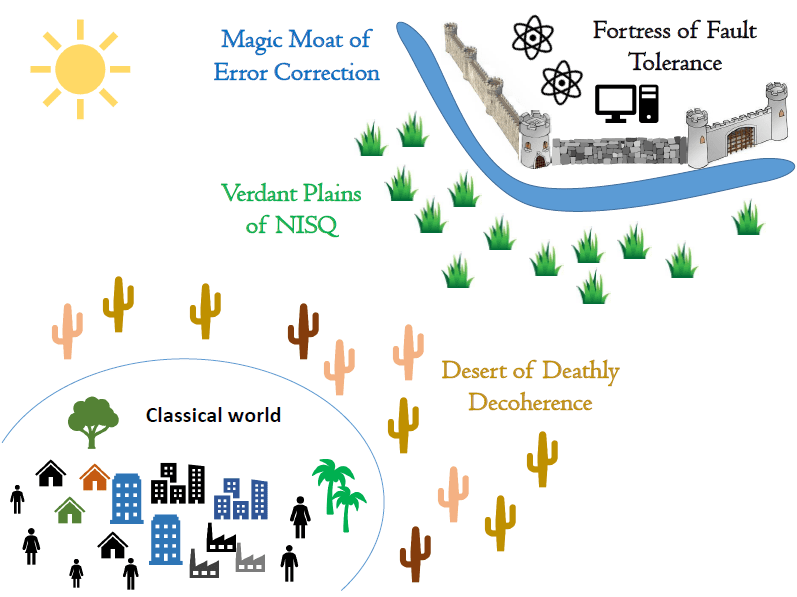 Magic Moat of
Error Correction
Fortress of Fault
Tolerance
Verdant Plains
of NISQ
Desert of Deathly
Decoherence
Classical world